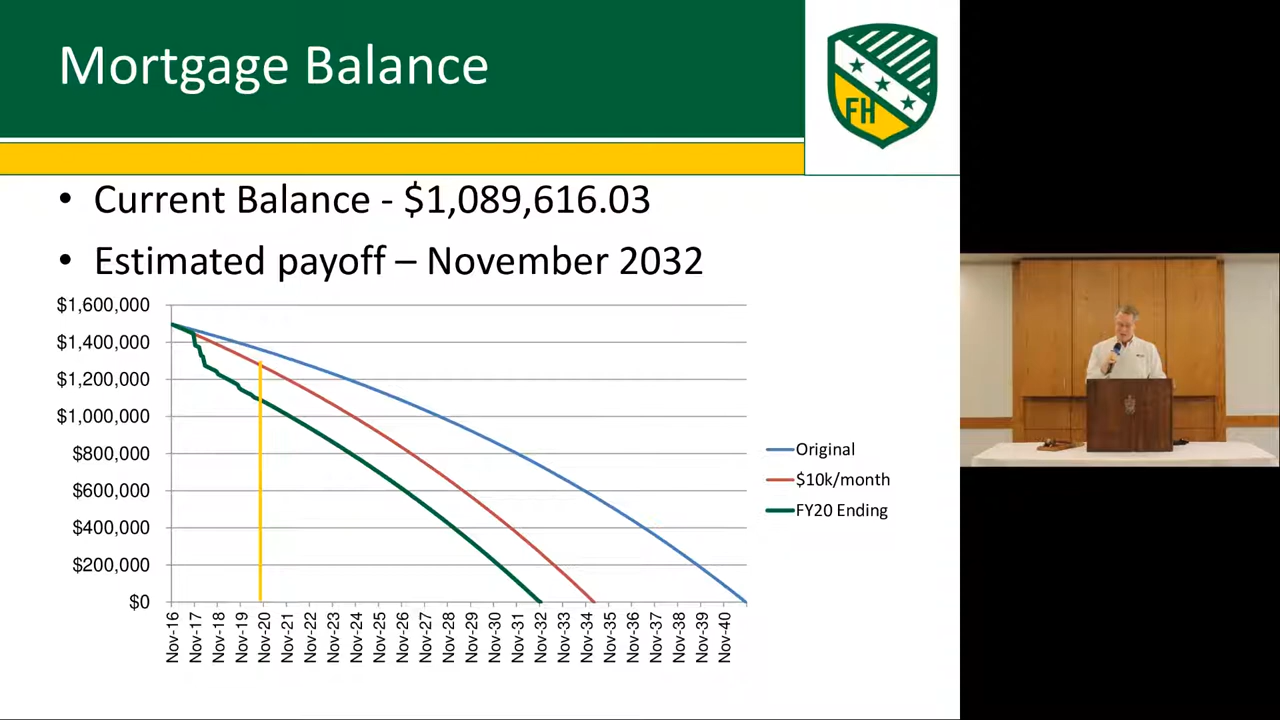 Mortgage Balance
FH
• Current Balance - $1,089,616.03
• Estimated payoff – November 2032
$1,600,000
$1,400,000
$1,200,000
$1,000,000
$800,000
$600,000
$400,000
$200,000
$0
Nov-16
Nov-17
Nov-18
Nov-19
Nov-20
Nov-21
Nov-22
Nov-23
Nov-24
Nov-25
Nov-26
Nov-27
Nov-28
Nov-29
Nov-30
Nov-31
Nov-32
Nov-33
Nov-34
Nov-35
Nov-36
Nov-37
Nov-38
Nov-39
Nov-40
Original
$10k/month
FY20 Ending